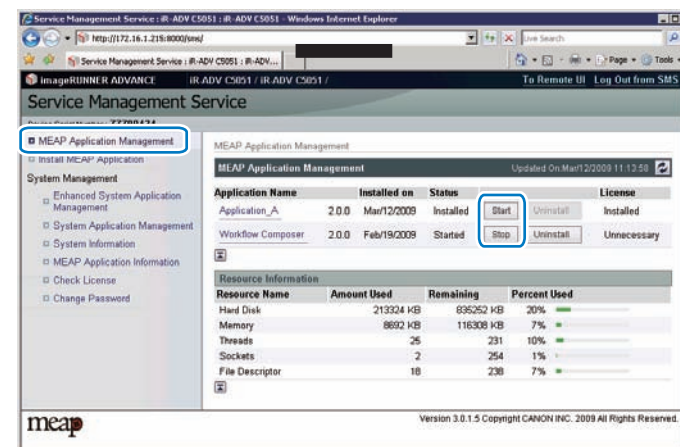 Service Management Service : iR-ADV C5051 : iR-ADV C5051 - Windows Internet Explorer
http://172.16.1.215:8000/sms/
Live Search
Service Management Service : iR-ADV C5051 : iR-ADV...
Page
Tools
imageRUNNER ADVANCE
iR-ADV C5051 / iR-ADV C5051 /
To Remote UI
Log Out from SMS
Service Management Service
MEAP Application Management
Install MEAP Application
System Management
Enhanced System Application
Management
System Application Management
System Information
MEAP Application Information
Check License
Change Password
MEAP Application Management
MEAP Application Management
Updated On:Mar/12/2009 11:13:58
Application Name Installed on Status License
Application_A 2.0.0 Mar/12/2009 Installed Start Uninstall Installed
Workflow Composer 2.0.0 Feb/19/2009 Started Stop Uninstall Unnecessary
Resource Information
Resource Name Amount Used Remaining Percent Used
Hard Disk 213324 KB 835252 KB 20%
Memory 8692 KB 116308 KB 7%
Threads 25 231 10%
Sockets 2 254 1%
File Descriptor 18 238 7%
meap
Version 3.0.1.5 Copyright CANON INC. 2009 All Rights Reserved.